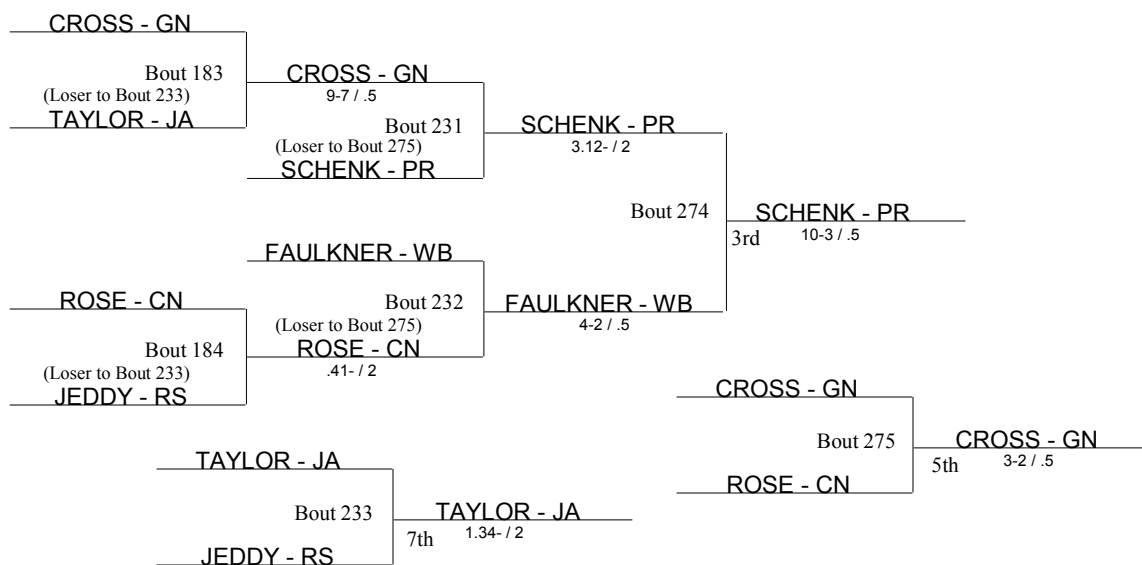 CROSS - GN
Bout 183
(Loser to Bout 233)
TAYLOR - JA
CROSS - GN
9-7 / .5
Bout 231
(Loser to Bout 275)
SCHENK - PR
SCHENK - PR
3.12- / 2
Bout 274
SCHENK - PR
3rd
10-3 / .5
FAULKNER - WB
ROSE - CN
Bout 232
(Loser to Bout 275)
FAULKNER - WB
4-2 / .5
Bout 184
(Loser to Bout 233)
ROSE - CN
.41- / 2
JEDDY - RS
CROSS - GN
Bout 275
CROSS - GN
5th
3-2 / .5
ROSE - CN
TAYLOR - JA
Bout 233
TAYLOR - JA
7th
1.34- / 2
JEDDY - RS